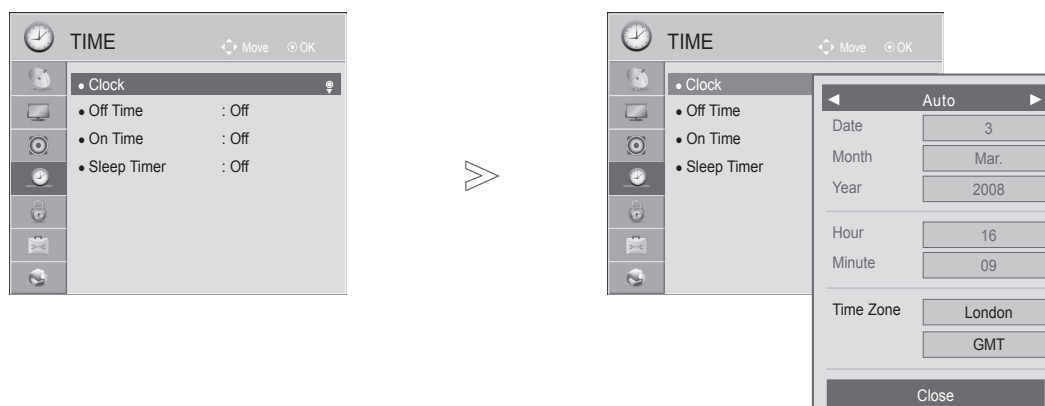 TIME
Move OK
• Clock
• Off Time : Off
• On Time : Off
• Sleep Timer : Off
TIME
Move OK
• Clock
• Off Time
• On Time
• Sleep Timer
◄ Auto ►
Date 3
Month Mar.
Year 2008
Hour 16
Minute 09
Time Zone London
GMT
Close